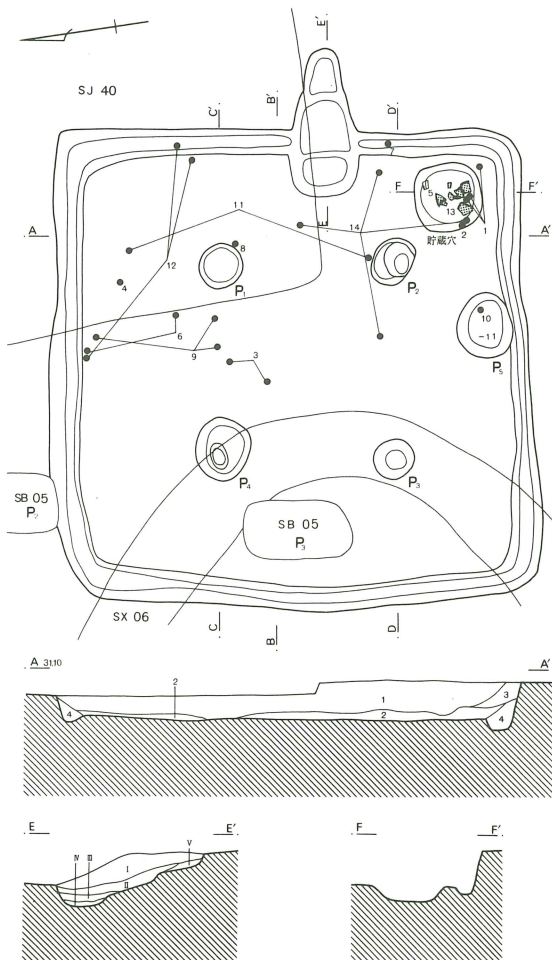 SJ 40
E'
C'
B'
D'
7
F
F'
5
13
1
2
貯蔵穴
E
A
A'
11
14
8
12
4
P₁
P₂
10
-11
P₅
6
9
3
P₄
P₃
SB 05
P₇
SB 05
P₃
SX 06
C
B
D
A 31.10
A'
2
1
3
4
2
4
E
E'
F
F'
Ⅳ
Ⅲ
Ⅰ
Ⅴ
Ⅱ